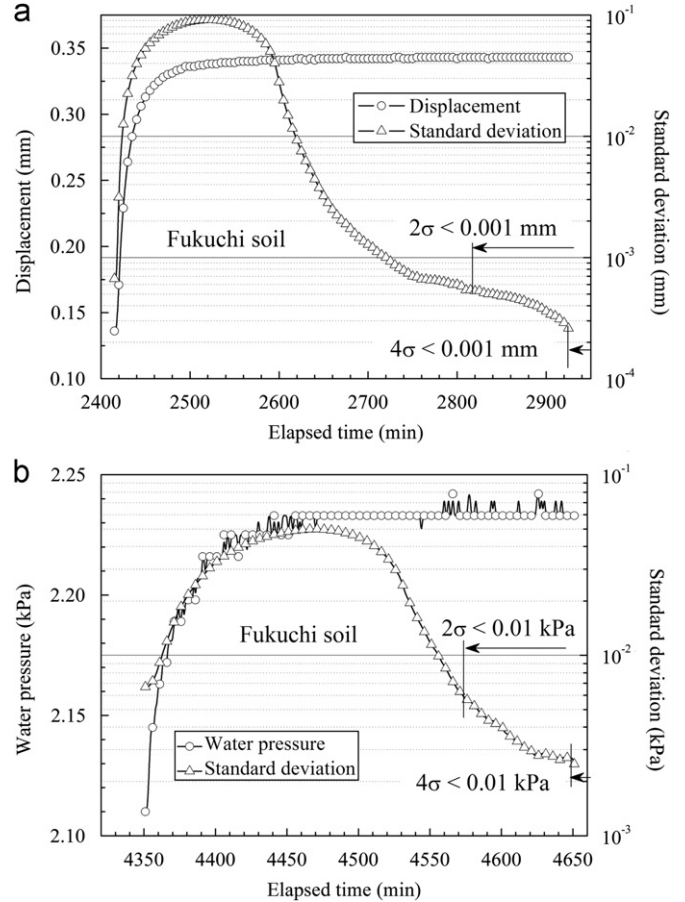 a
0.35
0.30
0.25
0.20
0.15
0.10
Displacement (mm)
10⁻¹
10⁻²
10⁻³
10⁻⁴
Standard deviation (mm)
Displacement
Standard deviation
Fukuchi soil
2σ < 0.001 mm
4σ < 0.001 mm
2400 2500 2600 2700 2800 2900
Elapsed time (min)
b
2.25
2.20
2.15
2.10
Water pressure (kPa)
10⁻¹
10⁻²
10⁻³
Standard deviation (kPa)
Fukuchi soil
2σ < 0.01 kPa
Water pressure
Standard deviation
4σ < 0.01 kPa
4350 4400 4450 4500 4550 4600 4650
Elapsed time (min)